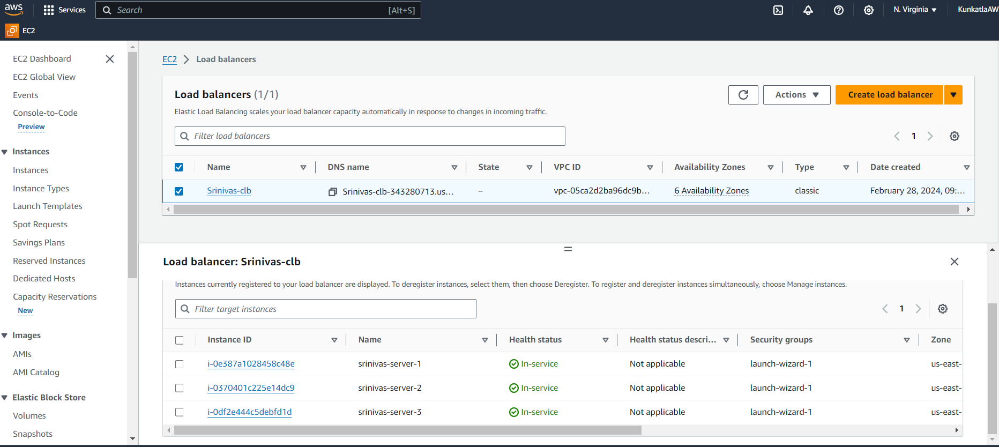 aws
Services
Search
[Alt+S]
N. Virginia
KunkatlaAW
EC2
EC2 Dashboard
EC2 Global View
Events
Console-to-Code
Preview
Instances
Instances
Instance Types
Launch Templates
Spot Requests
Savings Plans
Reserved Instances
Dedicated Hosts
Capacity Reservations
New
Images
AMIs
AMI Catalog
Elastic Block Store
Volumes
Snapshots
EC2 > Load balancers
Load balancers (1/1)
Actions
Create load balancer
Elastic Load Balancing scales your load balancer capacity automatically in response to changes in incoming traffic.
Filter load balancers
1
Name DNS name State VPC ID Availability Zones Type Date created
Srinivas-clb Srinivas-clb-343280713.us... – vpc-05ca2d2ba96dc9b... 6 Availability Zones classic February 28, 2024, 09:...
Load balancer: Srinivas-clb
Instances currently registered to your load balancer are displayed. To deregister instances, select them, then choose Deregister. To register and deregister instances simultaneously, choose Manage instances.
Filter target instances
1
Instance ID Name Health status Health status descri... Security groups Zone
i-0e387a1028458c48e srinivas-server-1 In-service Not applicable launch-wizard-1 us-east-
i-0370401c225e14dc9 srinivas-server-2 In-service Not applicable launch-wizard-1 us-east-
i-0df2e444c5debfd1d srinivas-server-3 In-service Not applicable launch-wizard-1 us-east-